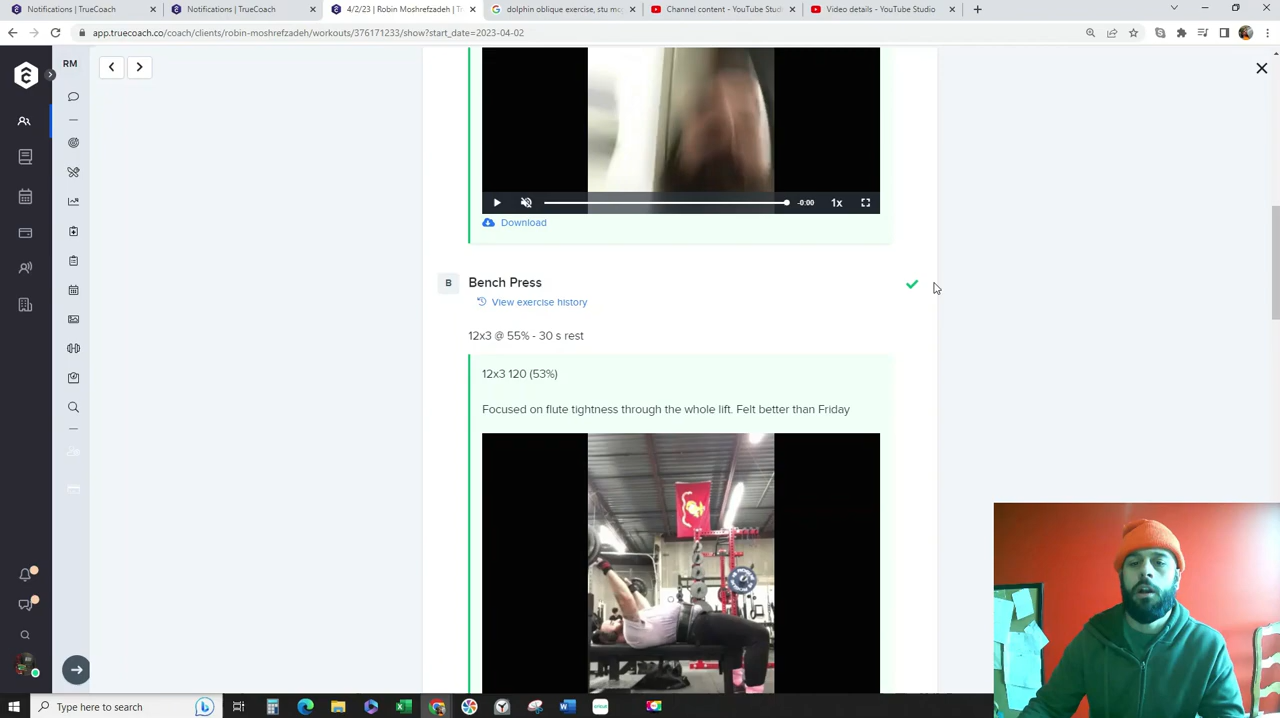 Notifications | TrueCoach
Notifications | TrueCoach
4/2/23 | Robin Moshrefzadeh | T
dolphin oblique exercise, stu mc
Channel content - YouTube Studi
Video details - YouTube Studio
app.truecoach.co/coach/clients/robin-moshrefzadeh/workouts/376171233/show?start_date=2023-04-02
RM
-0:00
1x
Download
B
Bench Press
View exercise history
12x3 @ 55% - 30 s rest
12x3 120 (53%)
Focused on flute tightness through the whole lift. Felt better than Friday
Type here to search